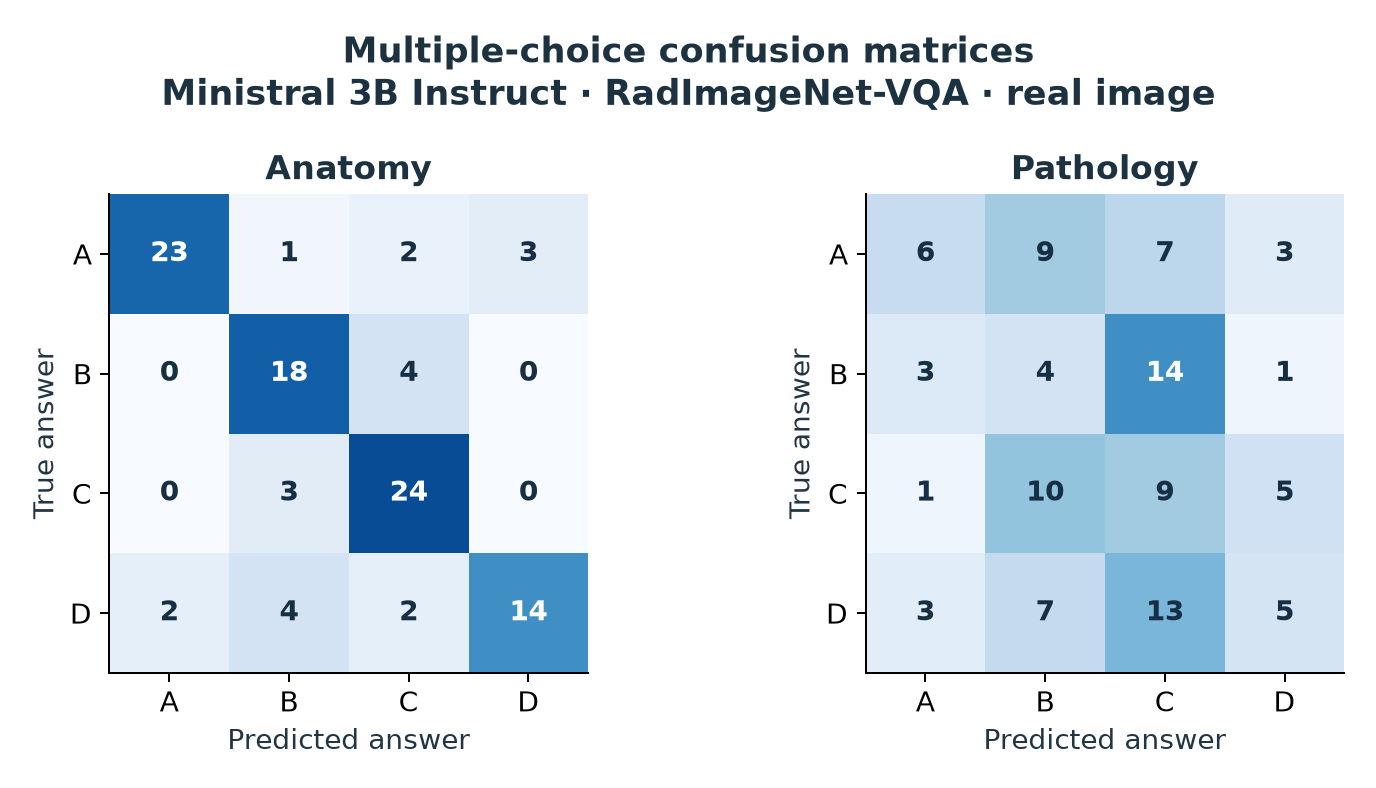 Multiple-choice confusion matrices
Ministral 3B Instruct · RadImageNet-VQA · real image
Anatomy
True answer
A 23 1 2 3
B 0 18 4 0
C 0 3 24 0
D 2 4 2 14
A B C D
Predicted answer
Pathology
True answer
A 6 9 7 3
B 3 4 14 1
C 1 10 9 5
D 3 7 13 5
A B C D
Predicted answer